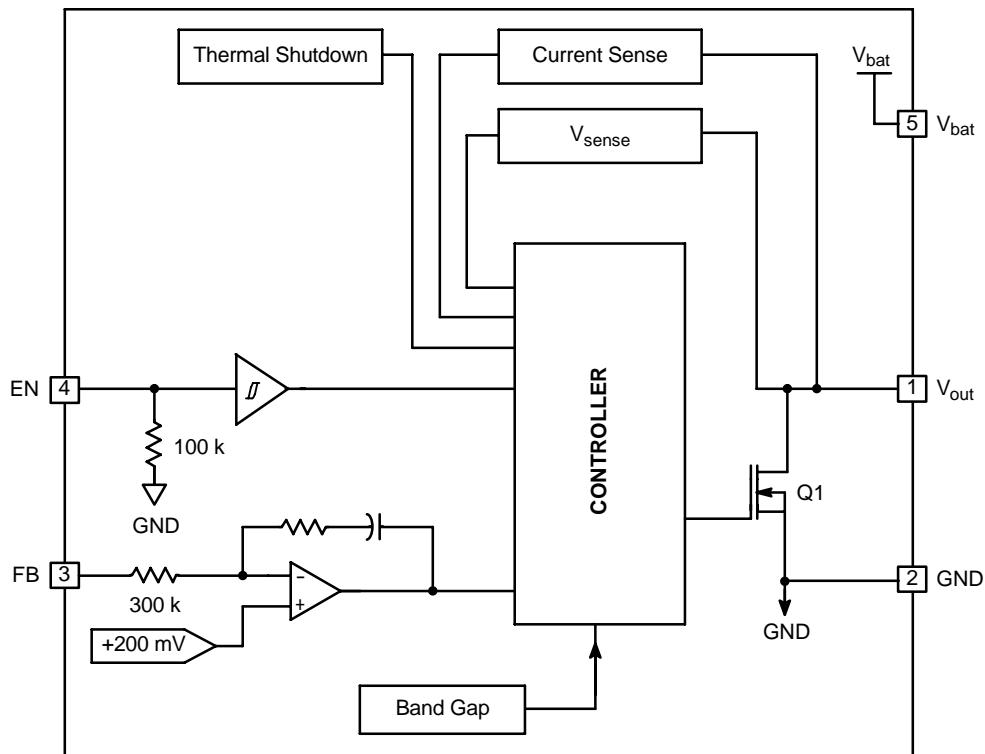 Thermal Shutdown
Current Sense
Vbat
5 Vbat
Vsense
EN 4
100 k
GND
CONTROLLER
1 Vout
Q1
FB 3
300 k
−
+
+200 mV
2 GND
GND
Band Gap